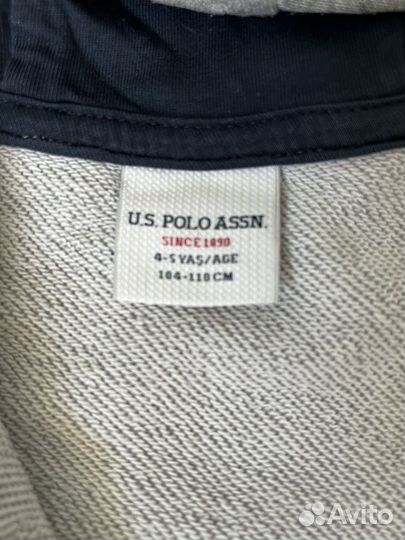 U.S. POLO ASSN.
SINCE 1890
4-5 YAŞ/AGE
104-110 CM
Avito